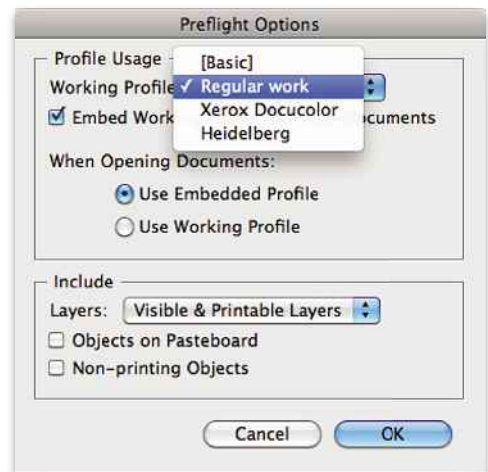 Preflight Options
Profile Usage
[Basic]
Working Profile ✓ Regular work
Xerox Docucolor
Embed Work
Heidelberg
When Opening Documents:
Use Embedded Profile
Use Working Profile
Include
Layers: Visible & Printable Layers
Objects on Pasteboard
Non-printing Objects
Cancel OK